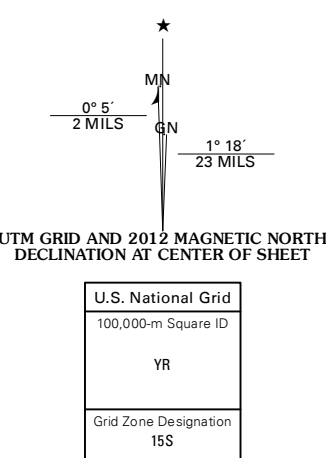 ★
MN
0° 5´
2 MILS
GN
1° 18´
23 MILS
UTM GRID AND 2012 MAGNETIC NORTH
DECLINATION AT CENTER OF SHEET
U.S. National Grid
100,000-m Square ID
YR
Grid Zone Designation
15S